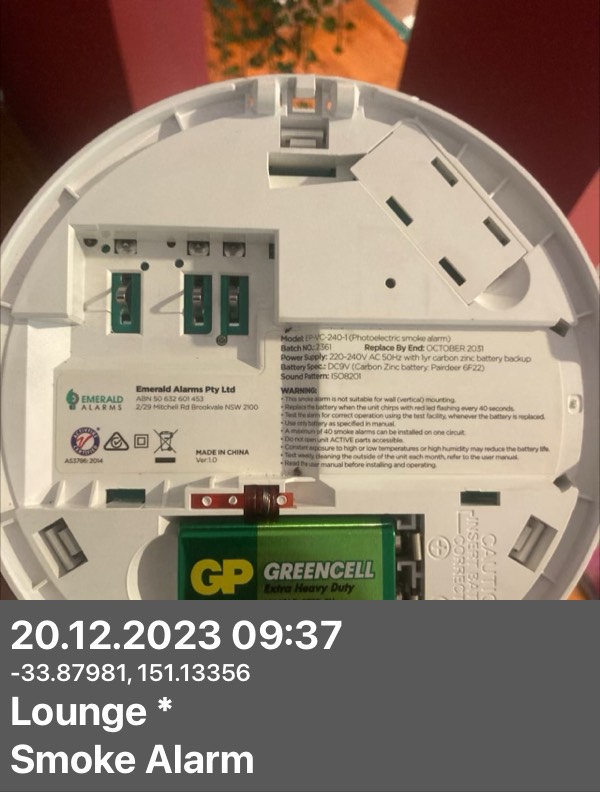 Model: EP-VC-240-1 (Photoelectric smoke alarm)
Batch NO.: 2361 Replace By End: OCTOBER 2031
Power Supply: 220-240V AC 50Hz with 1yr carbon zinc battery backup
Battery Spec.: DC9V (Carbon Zinc battery: Pairdeer 6F22)
Sound Pattern: ISO8201
WARNING:
• This smoke alarm is not suitable for wall (vertical) mounting.
• Replace the battery when the unit chirps with red led flashing every 40 seconds.
• Test the alarm for correct operation using the test facility, whenever the battery is replaced.
• Use only battery as specified in manual.
• A maximum of 40 smoke alarms can be installed on one circuit.
• Do not use unit ACTIVE parts accessible.
• Constant exposure to high or low temperatures or high humidity may reduce the battery life.
• Test weekly, cleaning the outside of the unit each month, refer to the user manual.
• Read the user manual before installing and operating.
EMERALD
ALARMS
Emerald Alarms Pty Ltd
ABN 50 632 601 453
2/29 Mitchell Rd Brookvale NSW 2100
AS3786: 2014
MADE IN CHINA
Ver:1.0
GP GREENCELL
Extra Heavy Duty
20.12.2023 09:37
-33.87981, 151.13356
Lounge *
Smoke Alarm